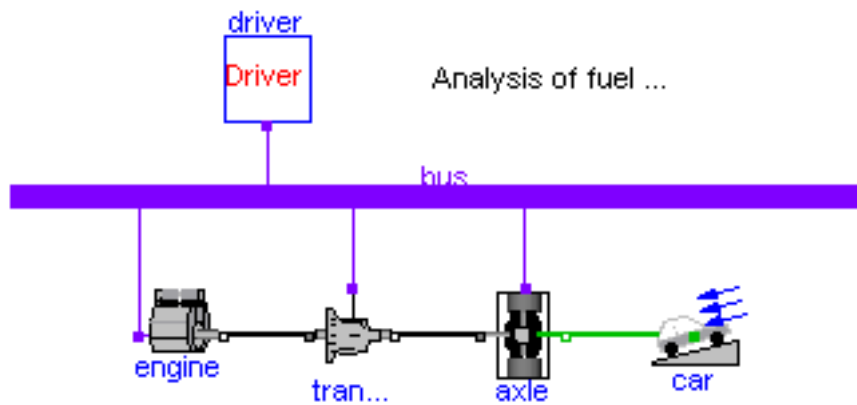 driver
Driver
Analysis of fuel ...
bus
engine
tran...
axle
car